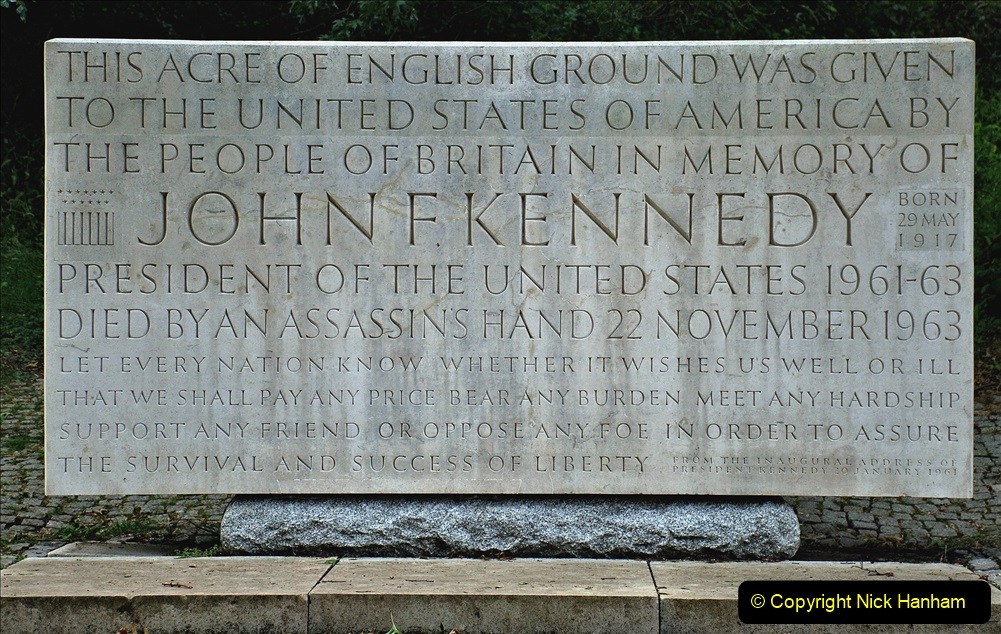 THIS ACRE OF ENGLISH GROUND WAS GIVEN
TO THE UNITED STATES OF AMERICA BY
THE PEOPLE OF BRITAIN IN MEMORY OF
JOHN F. KENNEDY
BORN
29 MAY
1917
PRESIDENT OF THE UNITED STATES 1961-63
DIED BY AN ASSASSIN'S HAND 22 NOVEMBER 1963
LET EVERY NATION KNOW WHETHER IT WISHES US WELL OR ILL
THAT WE SHALL PAY ANY PRICE BEAR ANY BURDEN MEET ANY HARDSHIP
SUPPORT ANY FRIEND OR OPPOSE ANY FOE IN ORDER TO ASSURE
THE SURVIVAL AND SUCCESS OF LIBERTY
FROM THE INAUGURAL ADDRESS OF
PRESIDENT KENNEDY 20 JANUARY 1961
© Copyright Nick Hanham